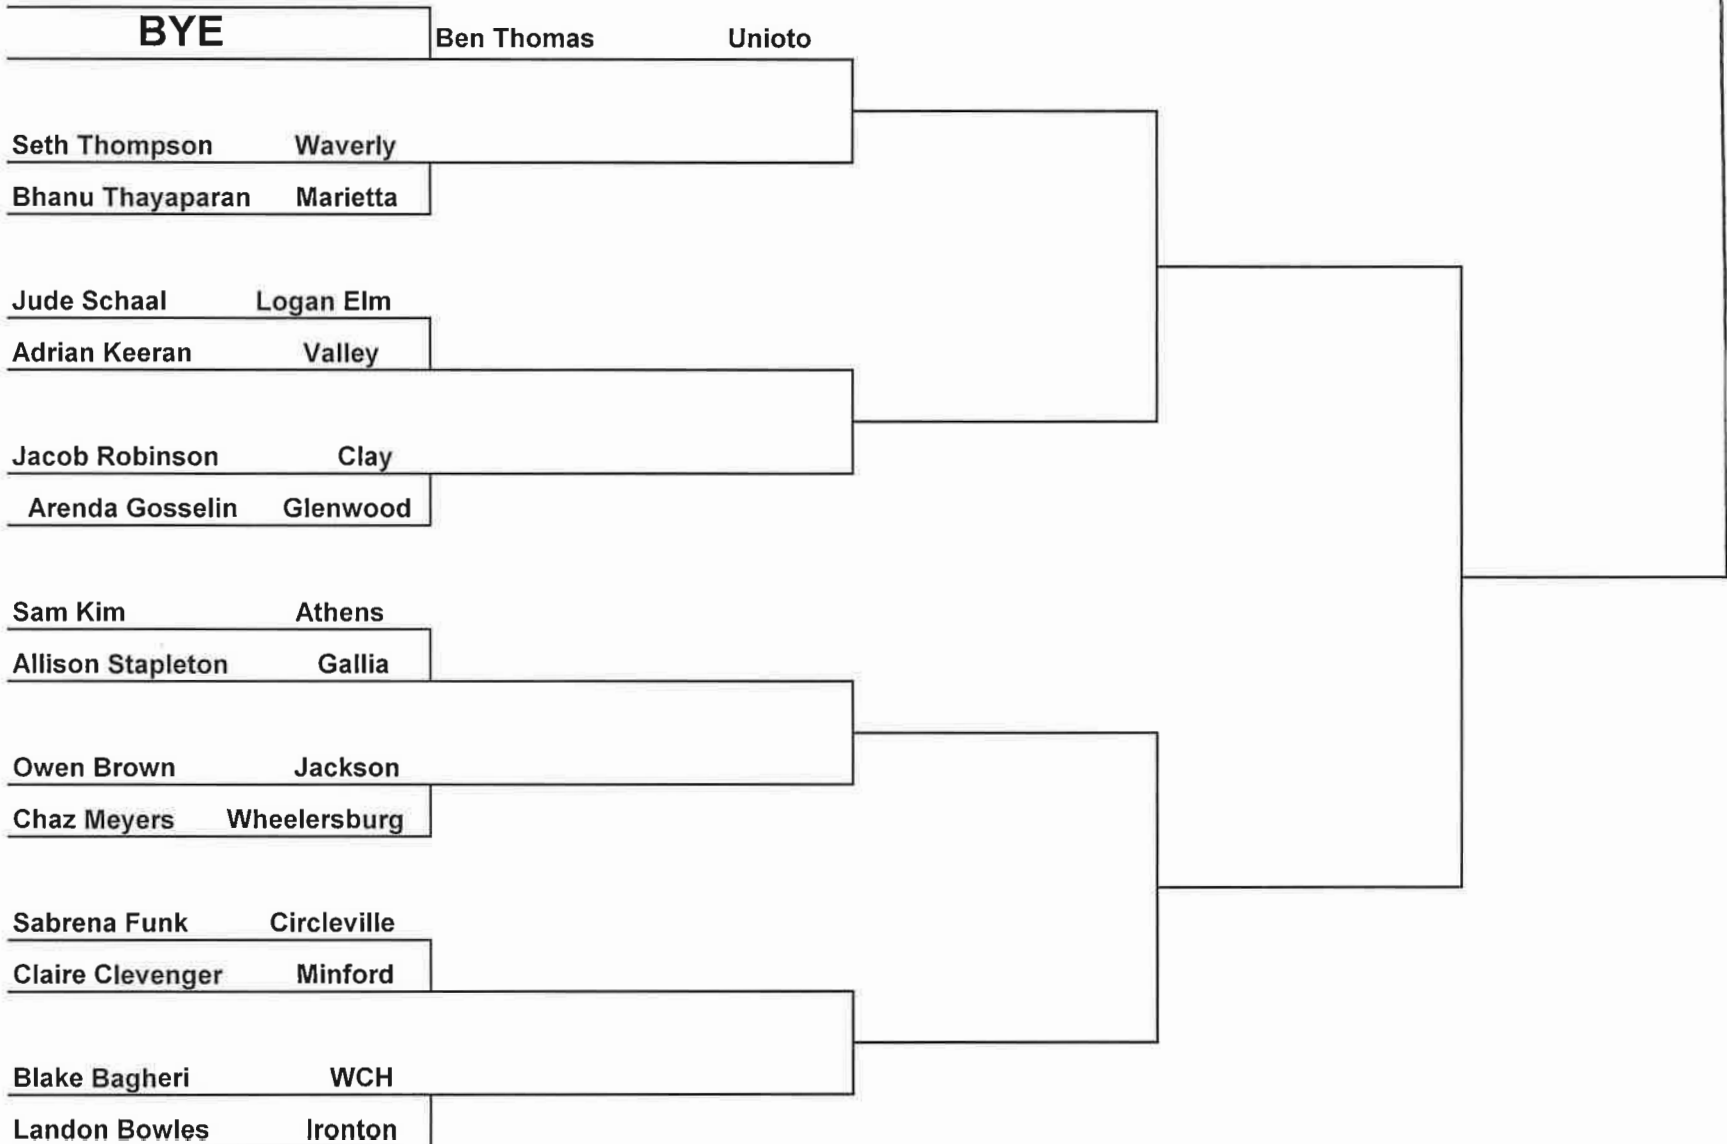 BYE
Ben Thomas Unioto
Seth Thompson Waverly
Bhanu Thayaparan Marietta
Jude Schaal Logan Elm
Adrian Keeran Valley
Jacob Robinson Clay
Arenda Gosselin Glenwood
Sam Kim Athens
Allison Stapleton Gallia
Owen Brown Jackson
Chaz Meyers Wheelersburg
Sabrena Funk Circleville
Claire Clevenger Minford
Blake Bagheri WCH
Landon Bowles Ironton